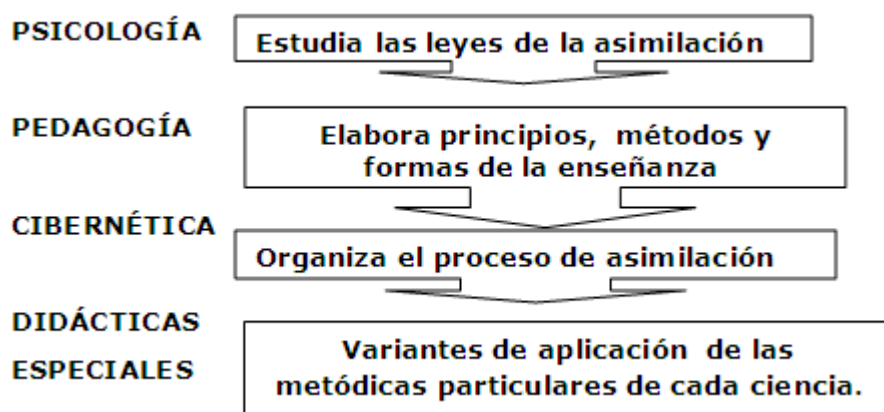 PSICOLOGÍA
Estudia las leyes de la asimilación
PEDAGOGÍA
Elabora principios, métodos y
formas de la enseñanza
CIBERNÉTICA
Organiza el proceso de asimilación
DIDÁCTICAS
ESPECIALES
Variantes de aplicación de las
metódicas particulares de cada ciencia.